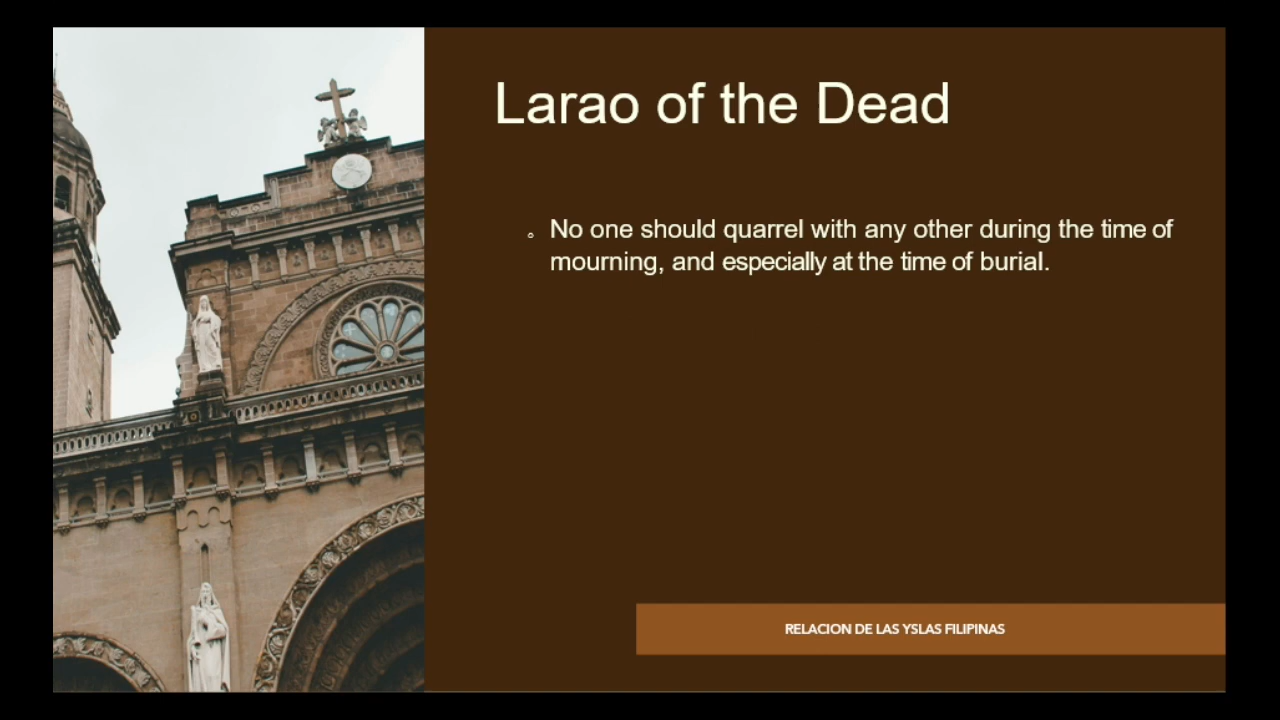 Larao of the Dead
No one should quarrel with any other during the time of
mourning, and especially at the time of burial.
RELACION DE LAS YSLAS FILIPINAS